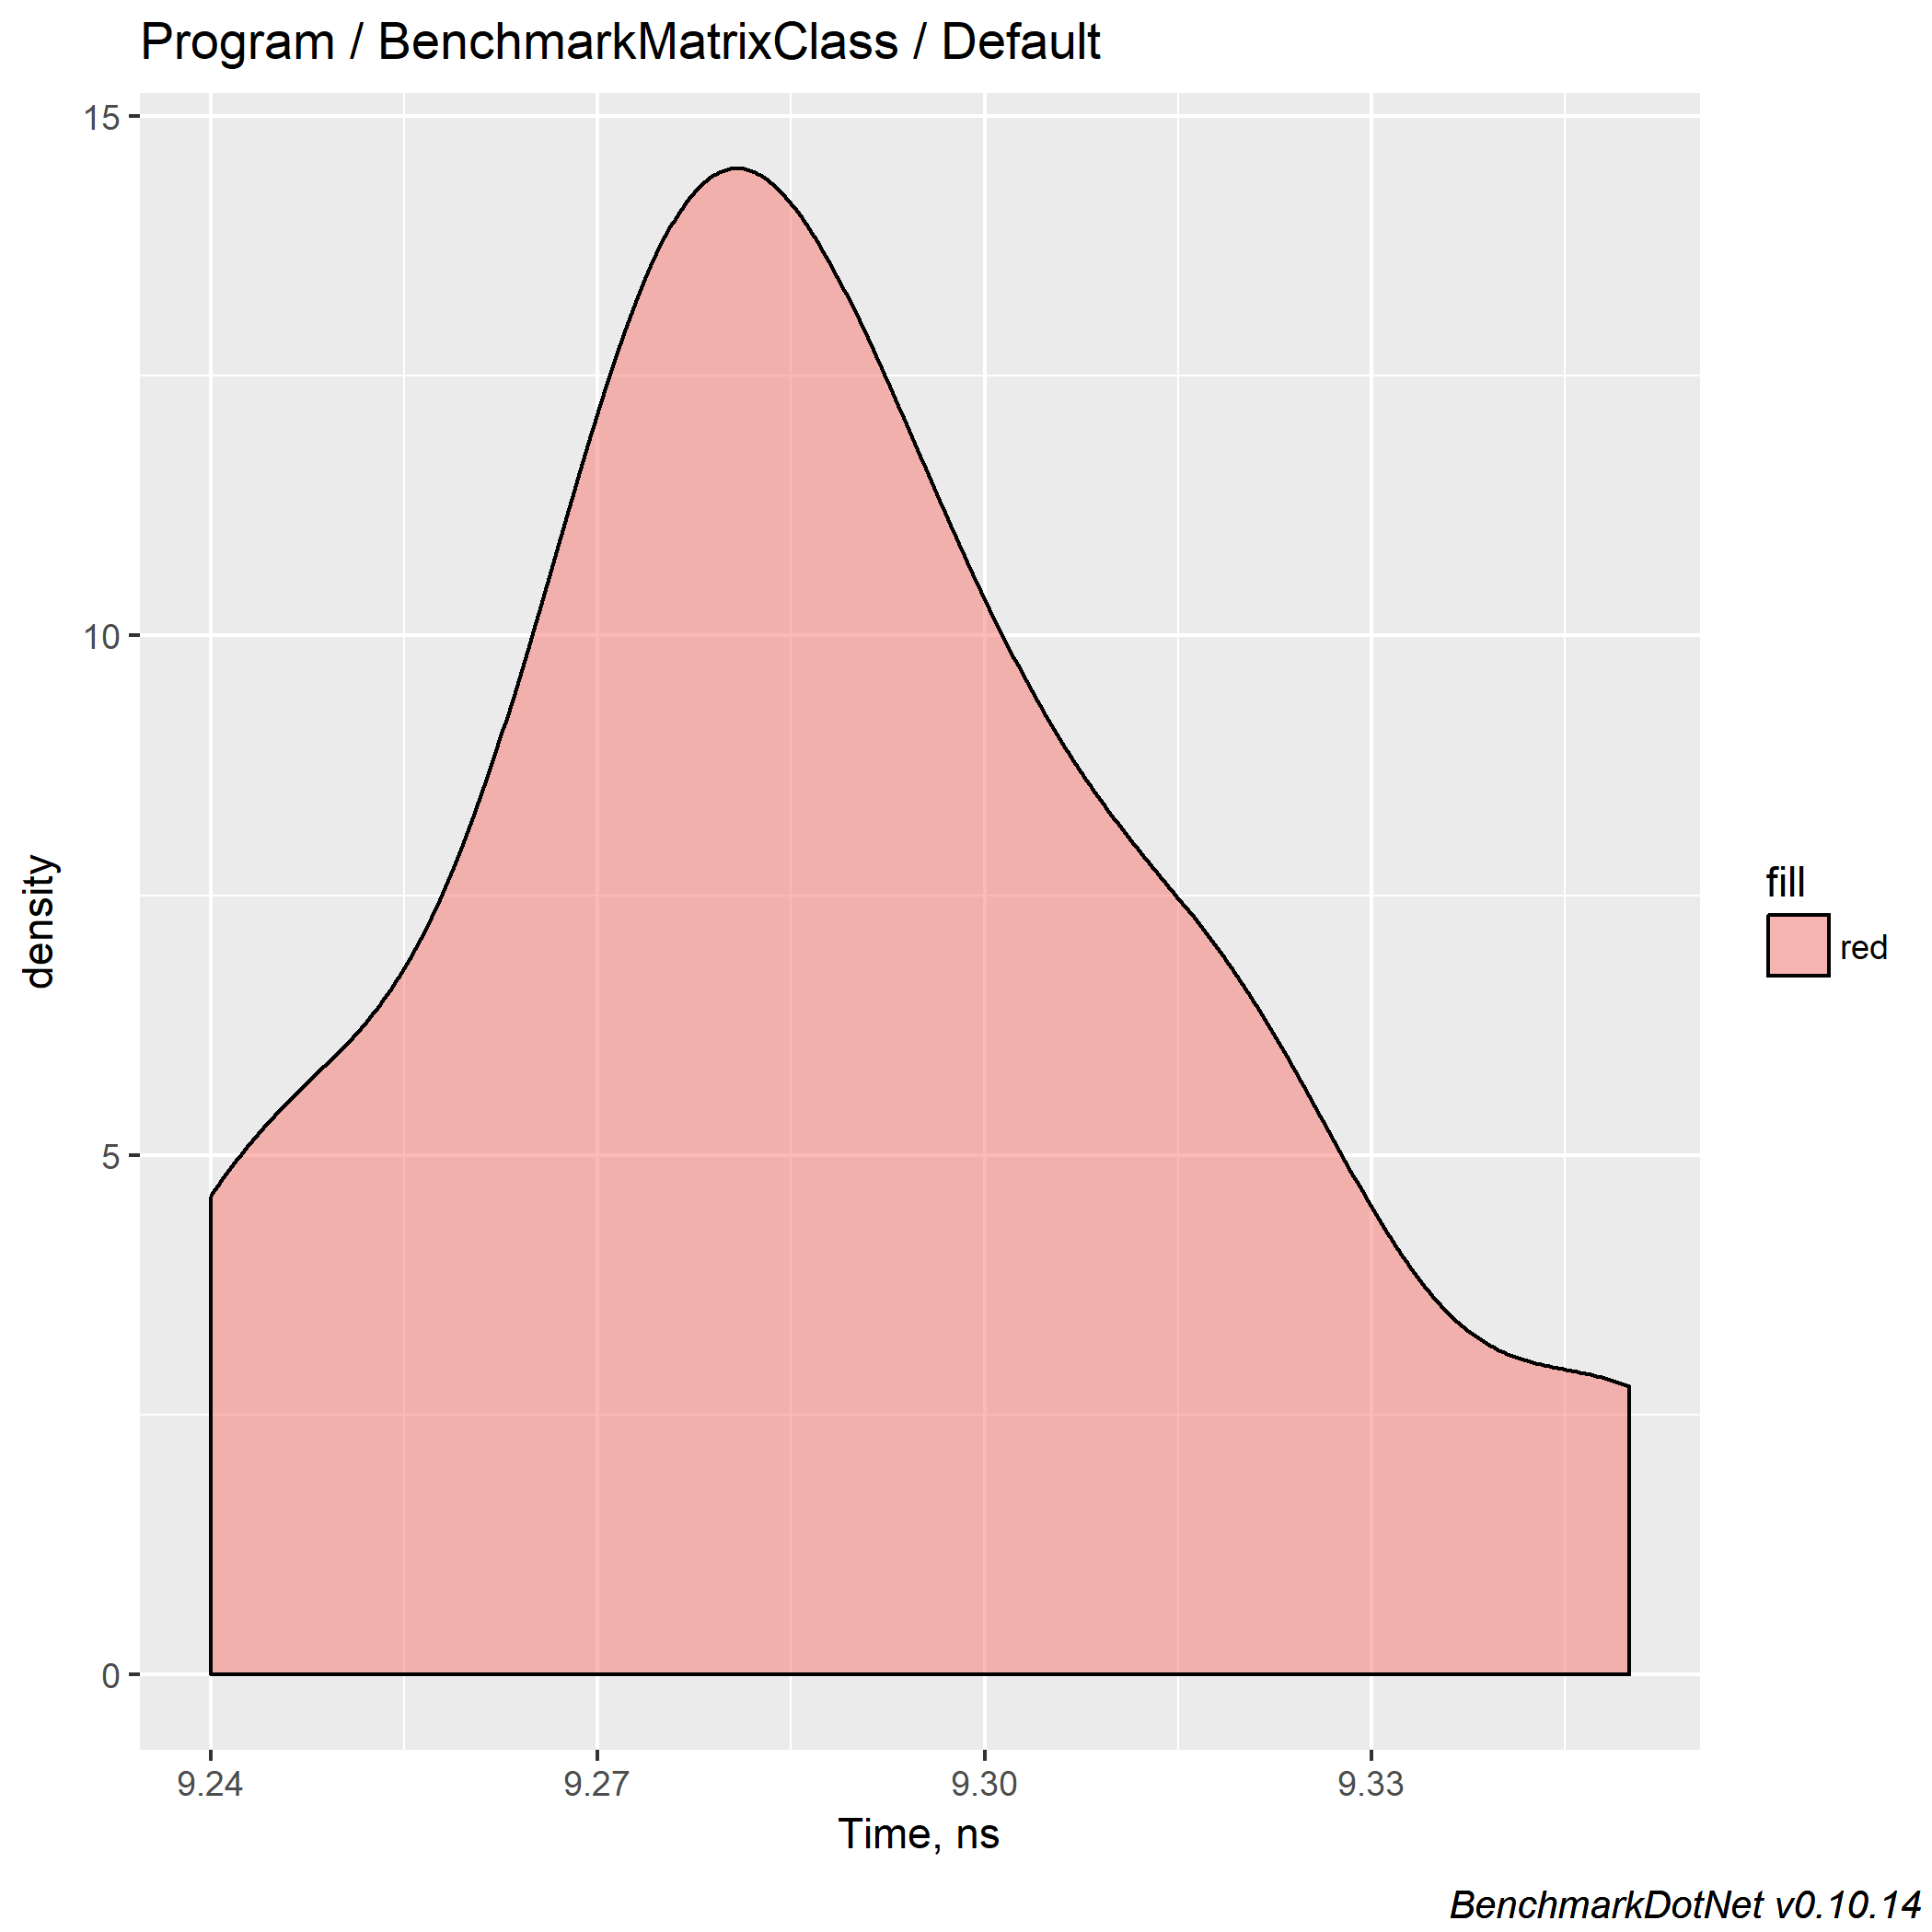 Program / BenchmarkMatrixClass / Default
15
10
5
0
density
9.24 9.27 9.30 9.33
Time, ns
fill
red
BenchmarkDotNet v0.10.14